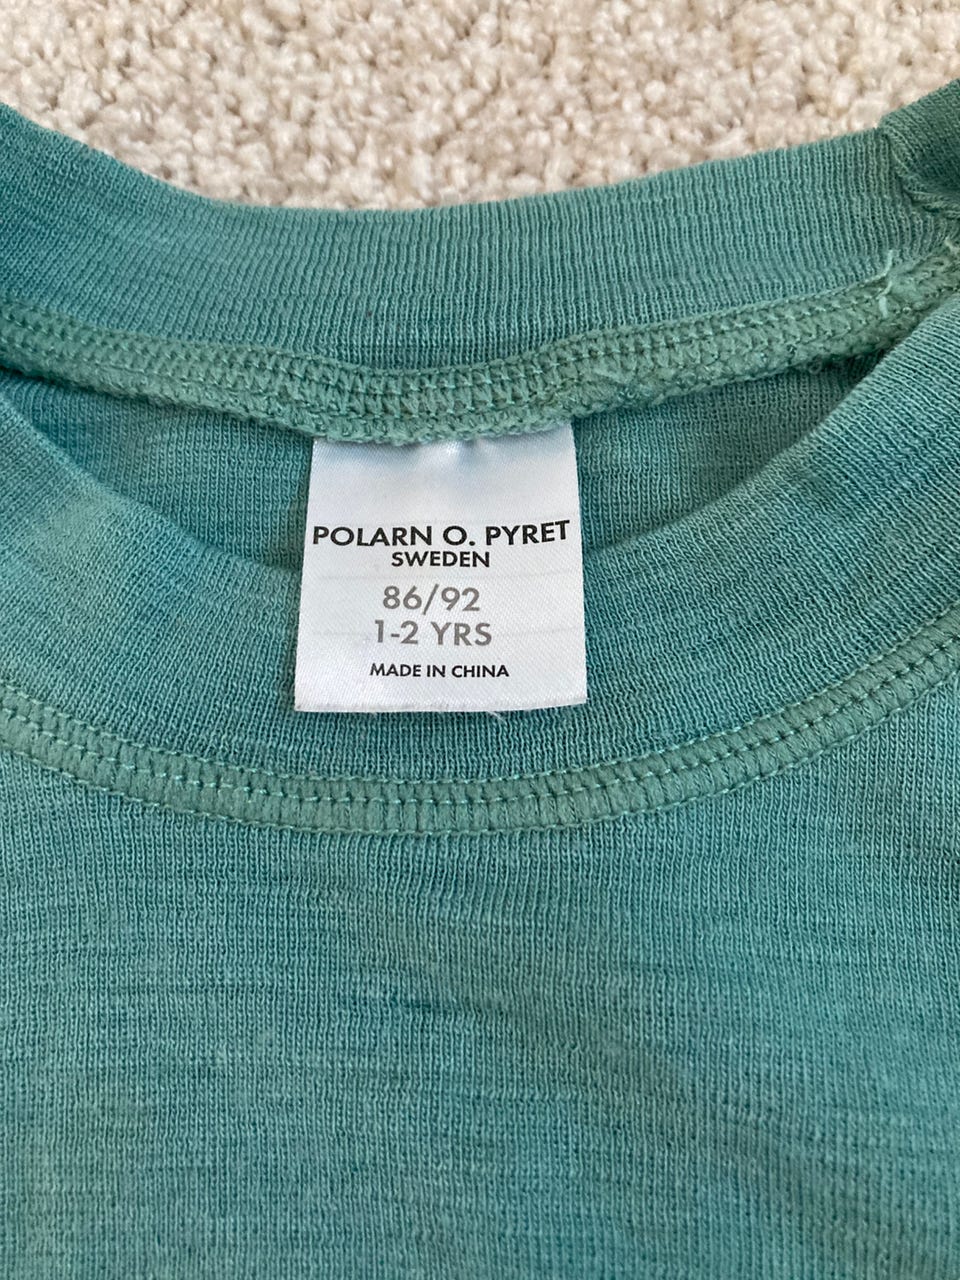 POLARN O. PYRET
SWEDEN
86/92
1-2 YRS
MADE IN CHINA